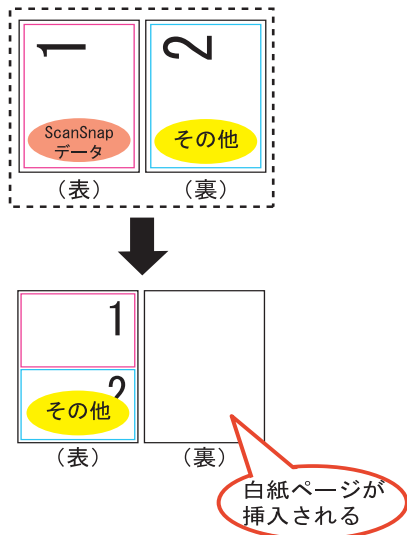 1
2
ScanSnap
データ
その他
（表）
（裏）
1
2
その他
（表）
（裏）
白紙ページが
挿入される